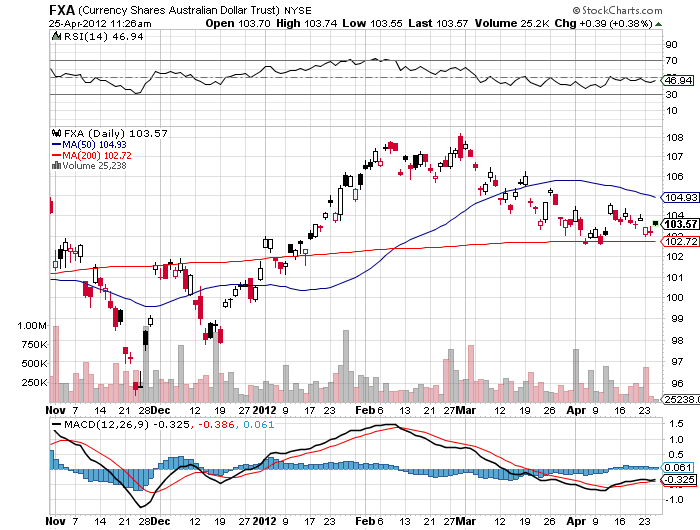 FXA (Currency Shares Australian Dollar Trust) NYSE © StockCharts.com
25-Apr-2012 11:26am Open 103.70 High 103.74 Low 103.55 Last 103.57 Volume 25.2K Chg +0.39 (+0.38%)
RSI(14) 46.94
90
70
50
46.94
30
10
FXA (Daily) 103.57
MA(50) 104.93
MA(200) 102.72
Volume 25,238
108
107
106
104.93
104
103.57
103
102.72
102
101
100
99
98
97
96
1.00M
750K
500K
250K
25238.0
Nov 7 14 21 28 Dec 12 19 27 2012 9 17 23 Feb 6 13 21 27 Mar 12 19 26 Apr 9 16 23
MACD(12,26,9) -0.325, -0.386, 0.061
1.5
1.0
0.5
0.061
-0.325
-1.0
Nov 7 14 21 28 Dec 12 19 27 2012 9 17 23 Feb 6 13 21 27 Mar 12 19 26 Apr 9 16 23